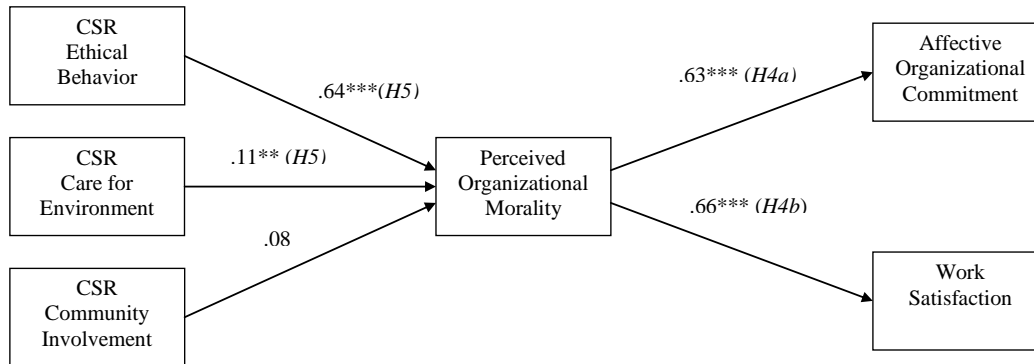 CSR
Ethical
Behavior
.64***(H5)
CSR
Care for
Environment
.11** (H5)
CSR
Community
Involvement
.08
Perceived
Organizational
Morality
.63*** (H4a)
Affective
Organizational
Commitment
.66*** (H4b)
Work
Satisfaction